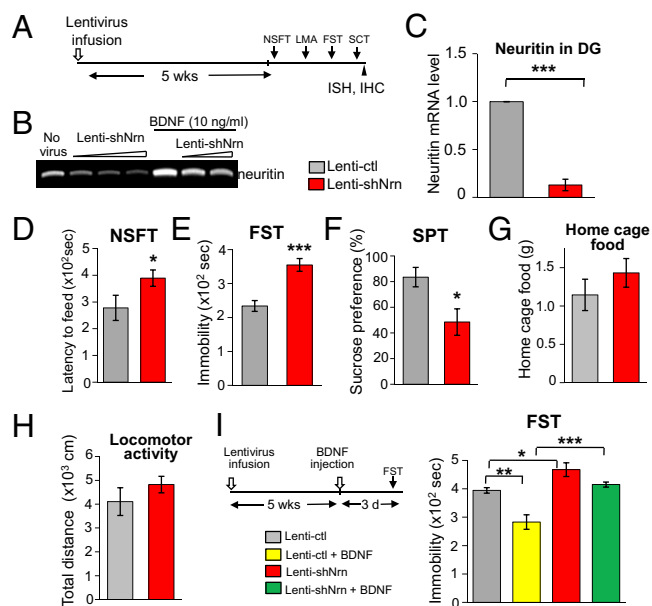 A
Lentivirus
infusion
NSFT LMA FST SCT
5 wks
ISH, IHC
B
BDNF (10 ng/ml)
No
virus
Lenti-shNrn
Lenti-shNrn
neuritin
Lenti-ctl
Lenti-shNrn
C
Neuritin in DG
***
Neuritin mRNA level
1.5
1.0
0.5
0
D
NSFT
*
Latency to feed (x10²sec)
5
4
3
2
1
0
E
FST
***
Immobility (x10² sec)
4
3
2
1
0
F
SPT
*
Sucrose preference (%)
100
80
60
40
20
0
G
Home cage
food
Home cage food (g)
1.5
1.0
0.5
0
H
Locomotor
activity
Total distance (x10³ cm)
6
5
4
3
2
1
0
I
Lentivirus
infusion
BDNF
injection
FST
5 wks
3 d
Lenti-ctl
Lenti-ctl + BDNF
Lenti-shNrn
Lenti-shNrn + BDNF
FST
*
**
***
Immobility (x10² sec)
5
4
3
2
1
0